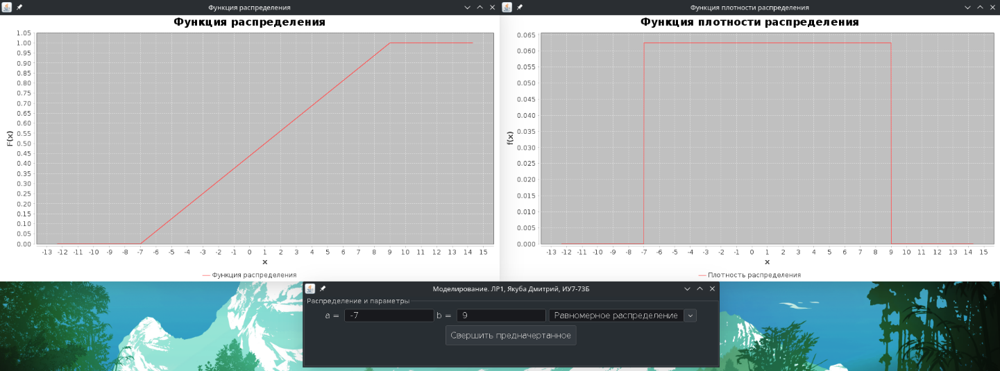 Функция распределения
Функция распределения
1.05
1.00
0.95
0.90
0.85
0.80
0.75
0.70
0.65
0.60
0.55
0.50
0.45
0.40
0.35
0.30
0.25
0.20
0.15
0.10
0.05
0.00
F(x)
-13 -12 -11 -10 -9 -8 -7 -6 -5 -4 -3 -2 -1 0 1 2 3 4 5 6 7 8 9 10 11 12 13 14 15
x
Функция распределения
Функция плотности распределения
Функция плотности распределения
0.065
0.060
0.055
0.050
0.045
0.040
0.035
0.030
0.025
0.020
0.015
0.010
0.005
0.000
f(x)
-13 -12 -11 -10 -9 -8 -7 -6 -5 -4 -3 -2 -1 0 1 2 3 4 5 6 7 8 9 10 11 12 13 14 15
x
Плотность распределения
Моделирование. ЛР1, Якуба Дмитрий, ИУ7-73Б
Распределение и параметры
a = -7 b = 9 Равномерное распределение
Свершить предначертанное